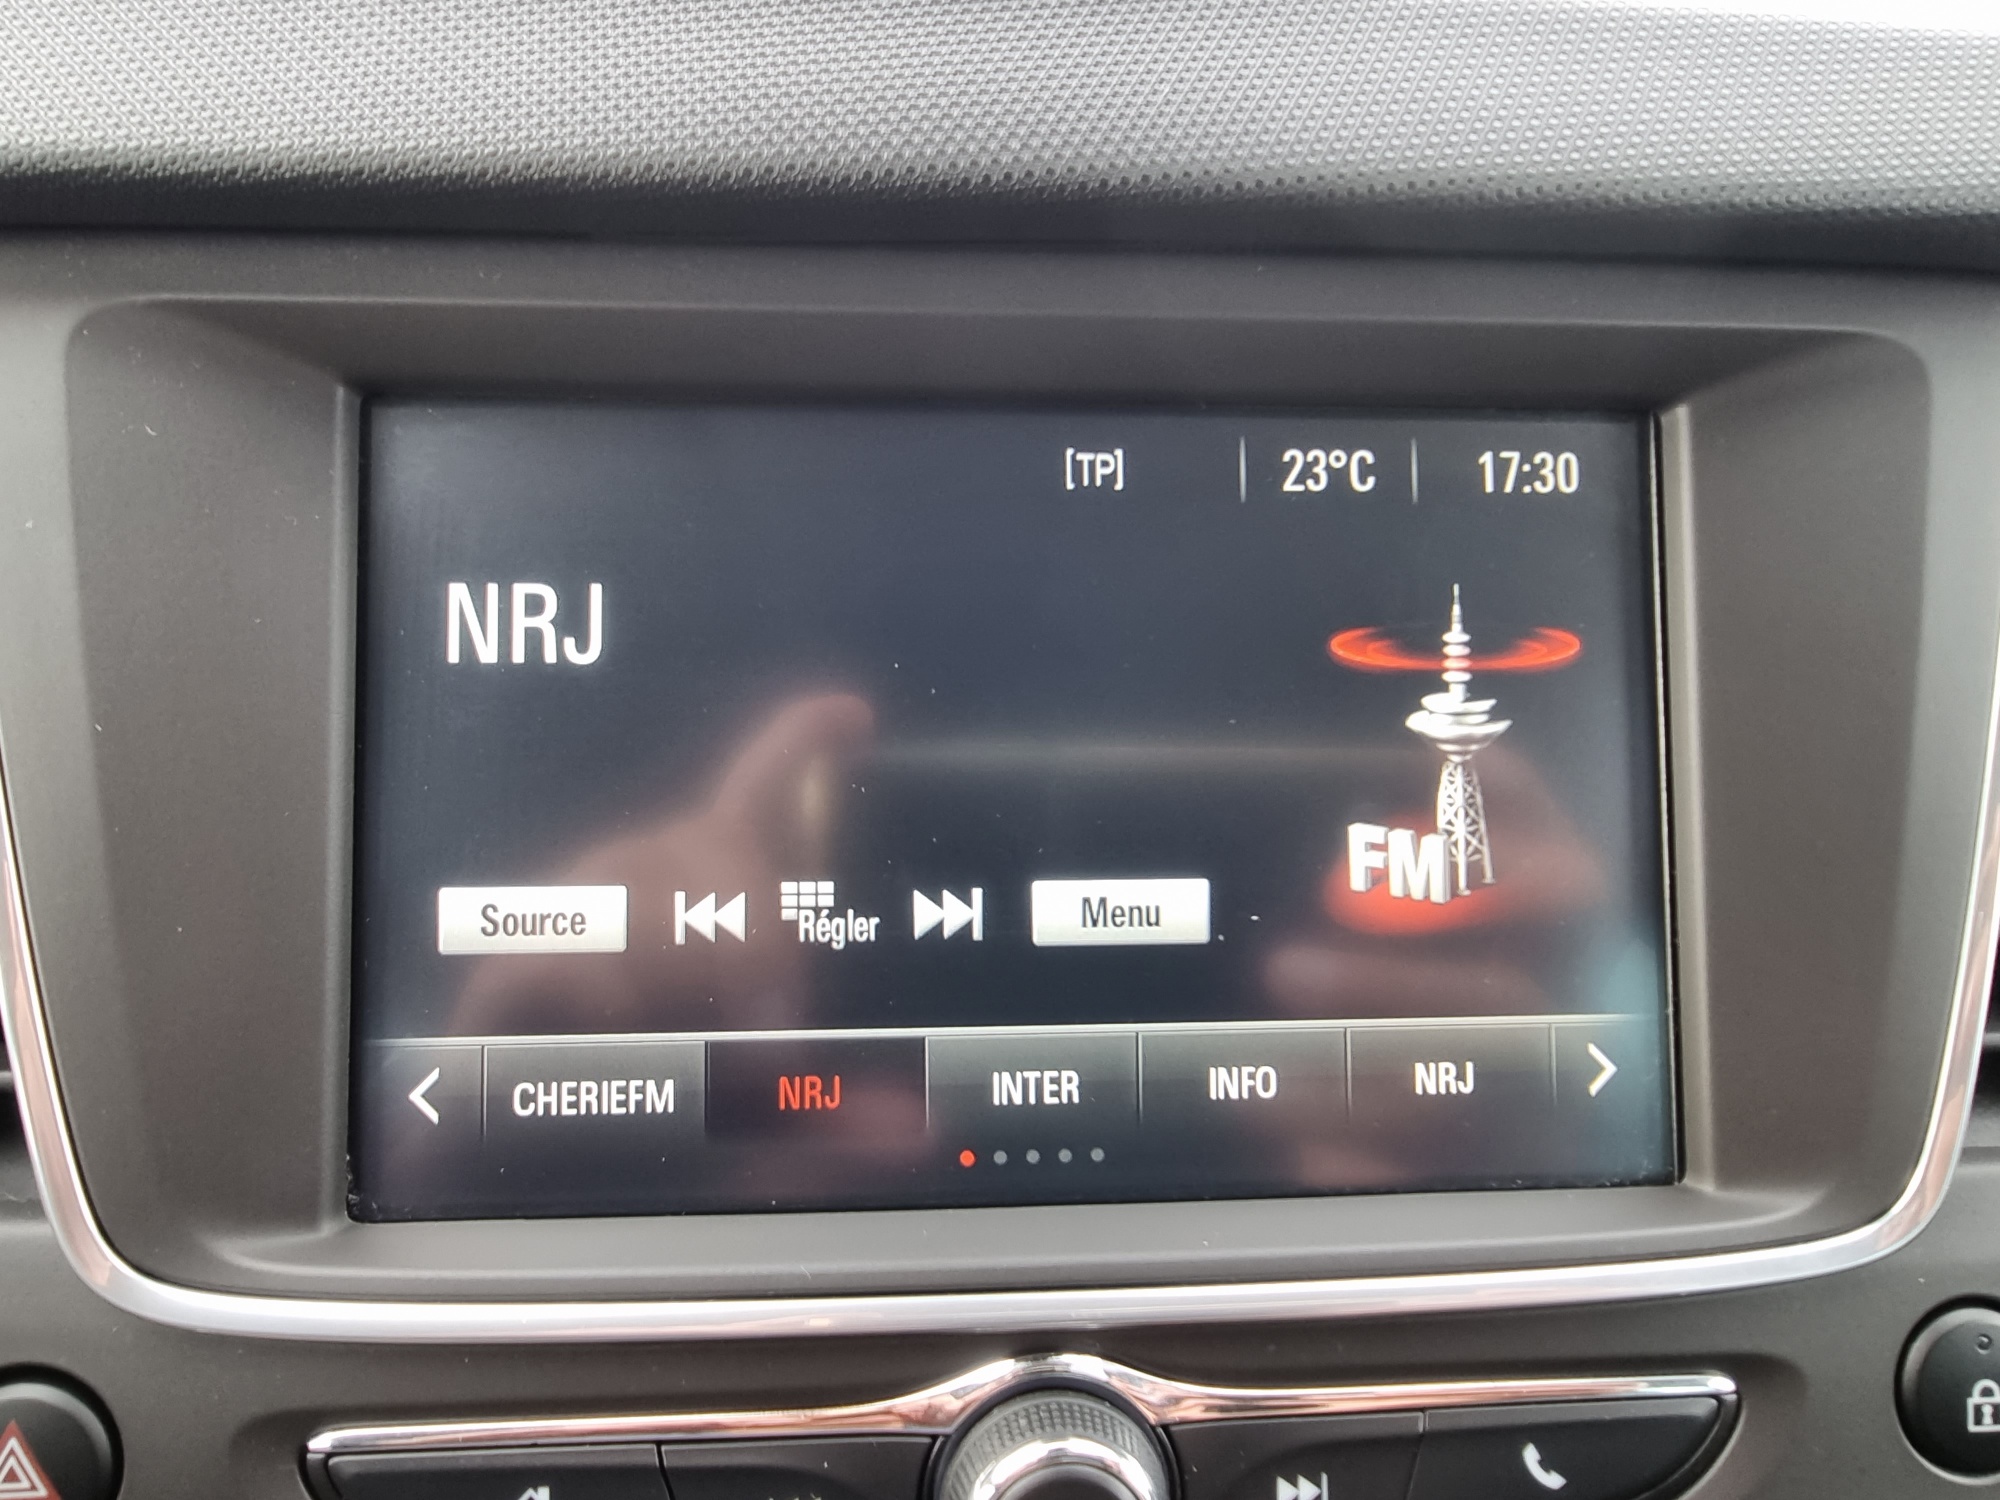 [TP] 23°C 17:30
NRJ
FM
Source Régler Menu
CHERIEFM NRJ INTER INFO NRJ